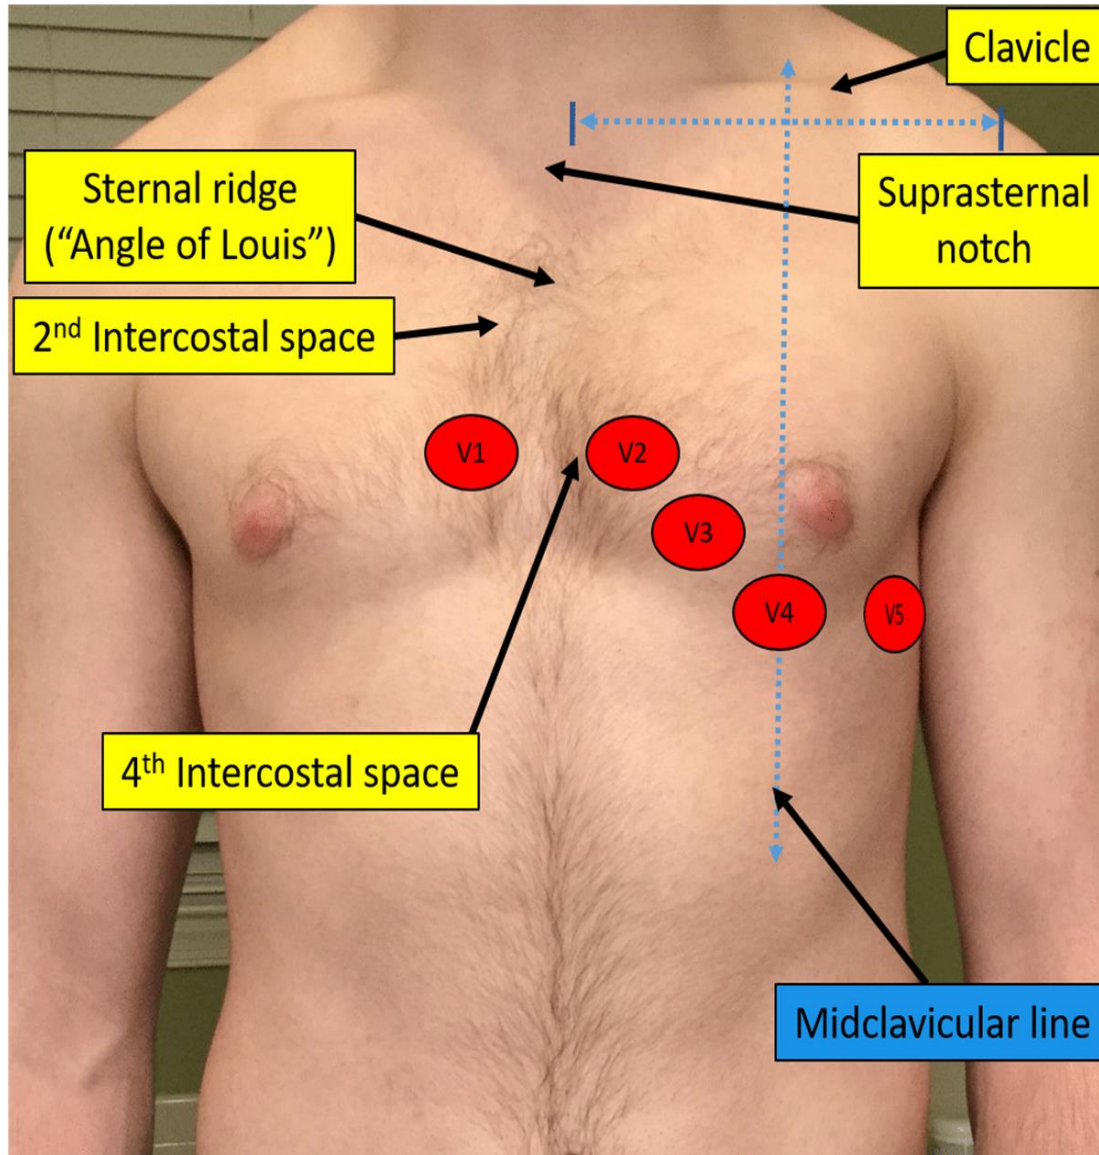 Clavicle
Sternal ridge
(“Angle of Louis”)
Suprasternal
notch
2nd Intercostal space
V1
V2
V3
V4
V5
4th Intercostal space
Midclavicular line